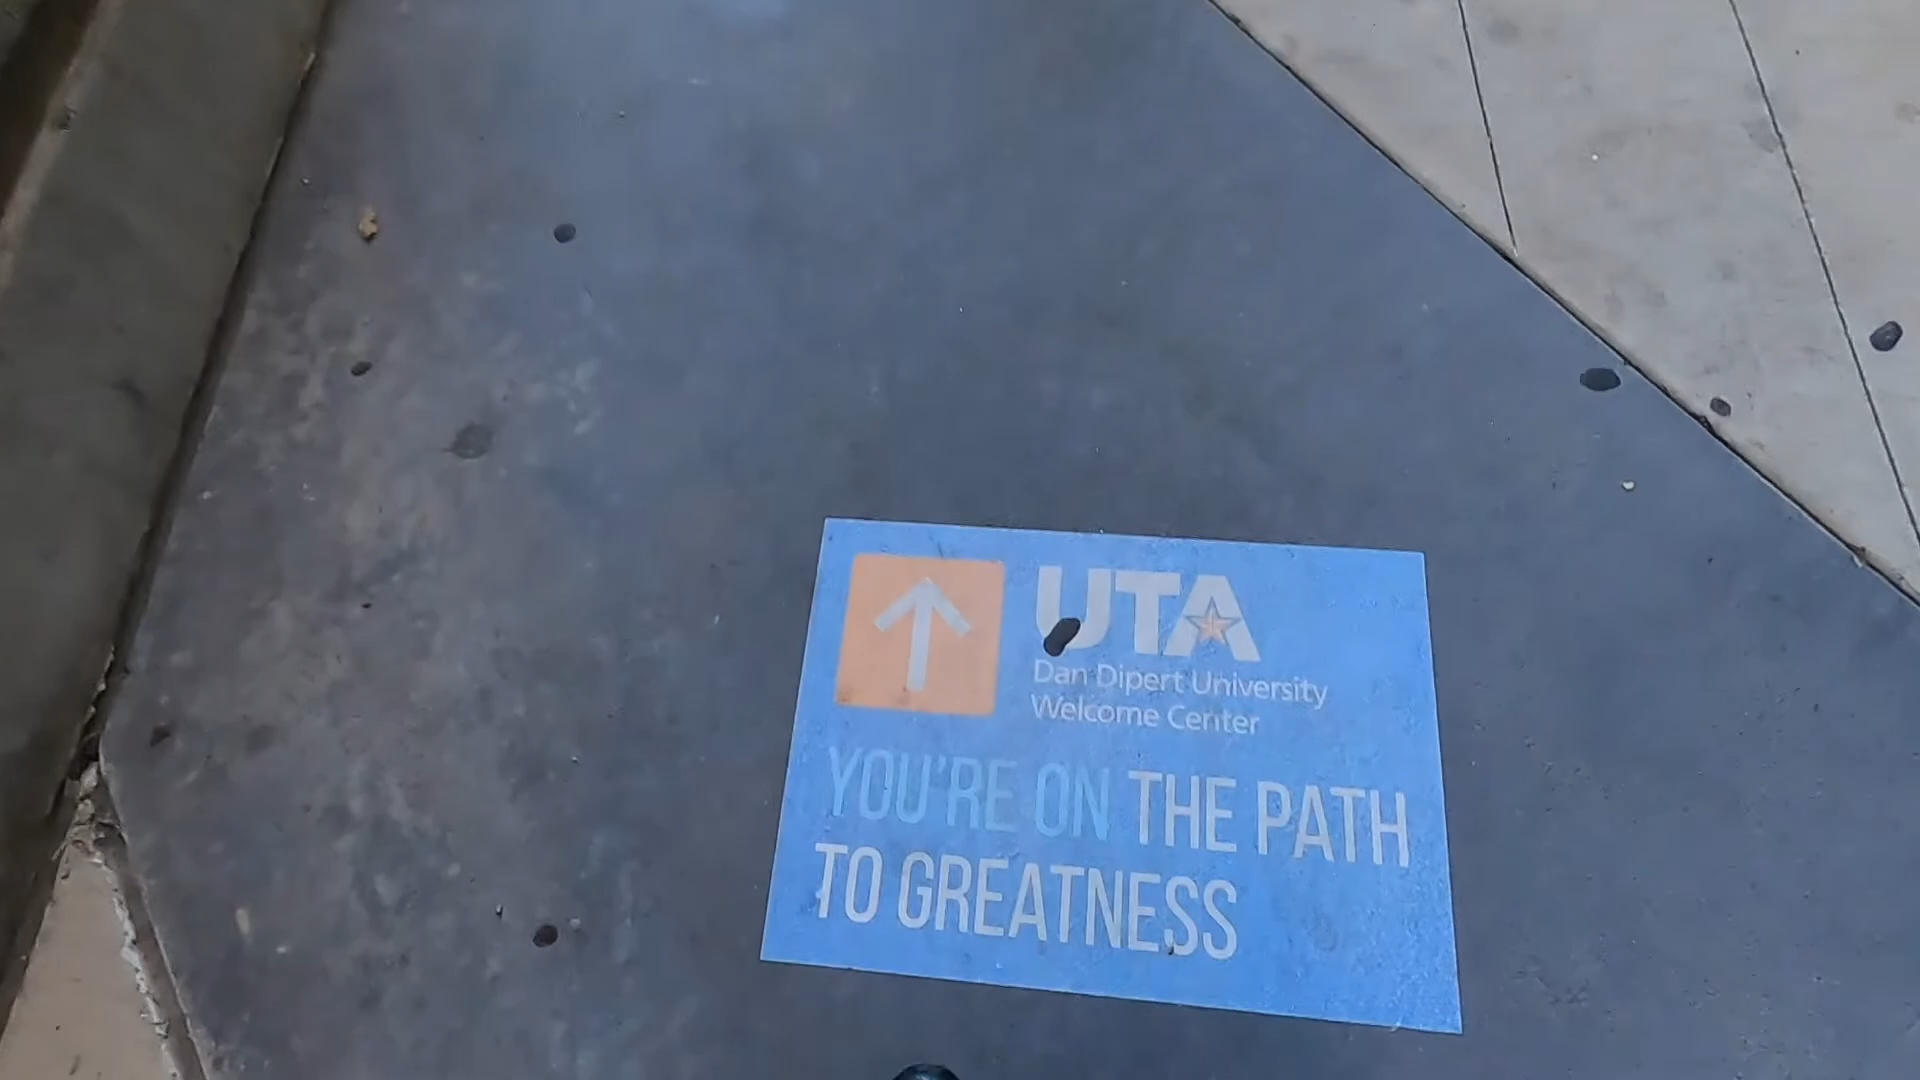 UTA
Dan Dipert University
Welcome Center
YOU'RE ON THE PATH
TO GREATNESS